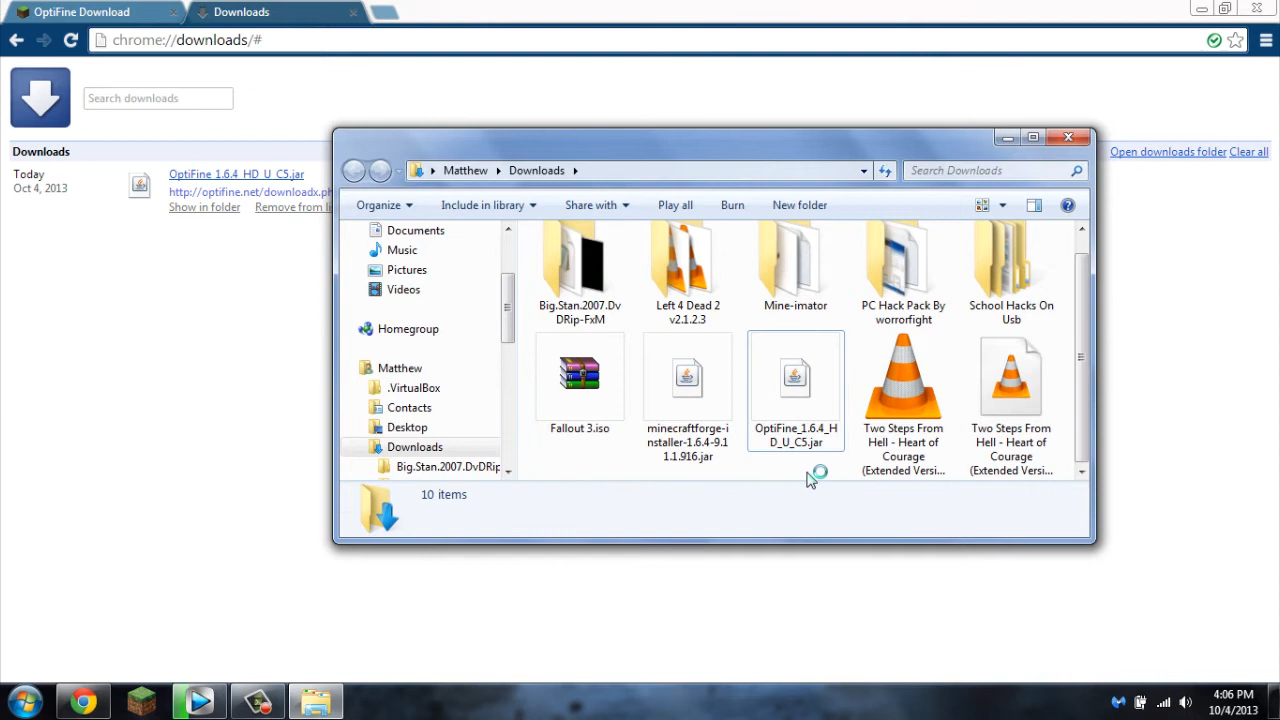 OptiFine Download
Downloads
chrome://downloads/#
Search downloads
Downloads
Open downloads folder Clear all
Today
Oct 4, 2013
OptiFine 1.6.4_HD_U_C5.jar
http://optifine.net/downloadx.ph
Show in folder Remove from lis
Matthew Downloads
Search Downloads
Organize Include in library Share with Play all Burn New folder
Documents
Music
Pictures
Videos
Homegroup
Matthew
.VirtualBox
Contacts
Desktop
Downloads
Big.Stan.2007.DvDRip
Big.Stan.2007.Dv
DRip-FxM
Left 4 Dead 2
v2.1.2.3
Mine-imator
PC Hack Pack By
worrorfight
School Hacks On
Usb
Fallout 3.iso
minecraftforge-i
nstaller-1.6.4-9.1
1.1.916.jar
OptiFine_1.6.4_H
D_U_C5.jar
Two Steps From
Hell - Heart of
Courage
(Extended Versi...
Two Steps From
Hell - Heart of
Courage
(Extended Versi...
10 items
4:06 PM
10/4/2013